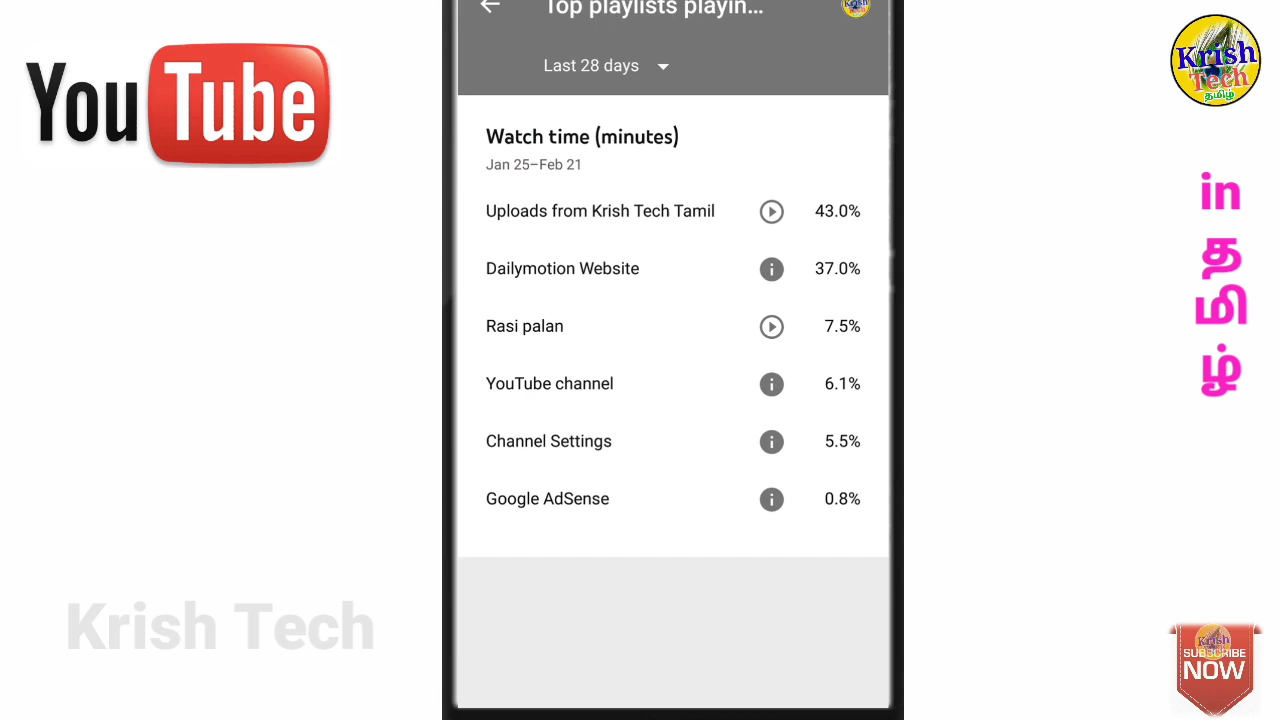 Top playlists playin...
Last 28 days
YouTube
Krish
Tech
தமிழ்
Watch time (minutes)
Jan 25–Feb 21
Uploads from Krish Tech Tamil 43.0%
Dailymotion Website 37.0%
Rasi palan 7.5%
YouTube channel 6.1%
Channel Settings 5.5%
Google AdSense 0.8%
in
தமிழ்
Krish Tech
Krish
SUBSCRIBE
NOW